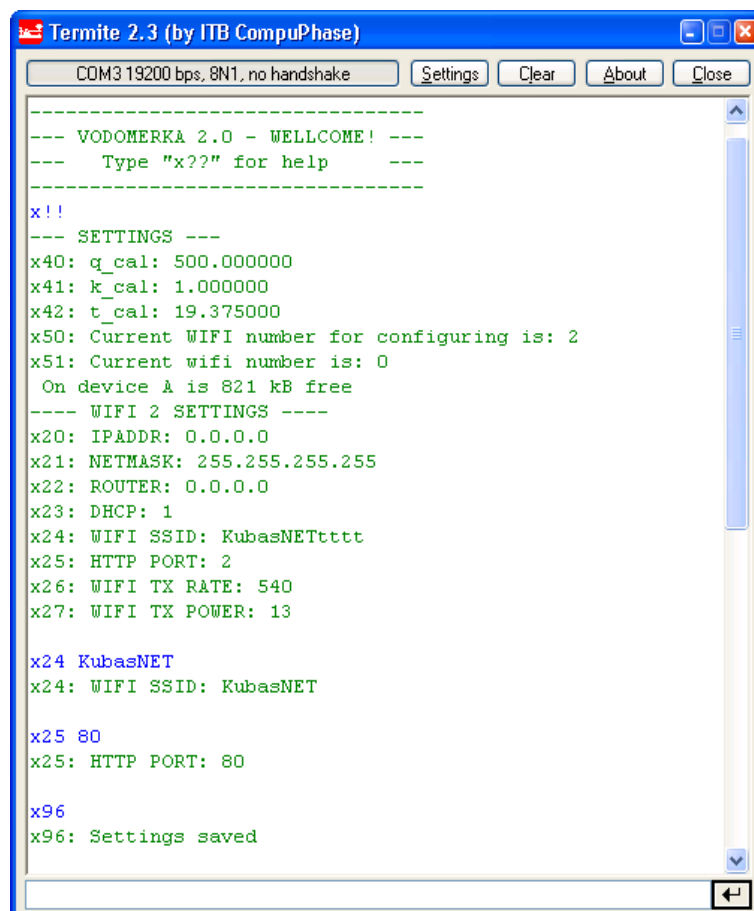 Termite 2.3 (by ITB CompuPhase)
COM3 19200 bps, 8N1, no handshake Settings Clear About Close
---------------------------------
--- VODOMERKA 2.0 - WELLCOME! ---
---   Type "x??" for help     ---
---------------------------------
x!!
--- SETTINGS ---
x40: q_cal: 500.000000
x41: k_cal: 1.000000
x42: t_cal: 19.375000
x50: Current WIFI number for configuring is: 2
x51: Current wifi number is: 0
 On device A is 821 kB free
---- WIFI 2 SETTINGS ----
x20: IPADDR: 0.0.0.0
x21: NETMASK: 255.255.255.255
x22: ROUTER: 0.0.0.0
x23: DHCP: 1
x24: WIFI SSID: KubasNETtttt
x25: HTTP PORT: 2
x26: WIFI TX RATE: 540
x27: WIFI TX POWER: 13
x24 KubasNET
x24: WIFI SSID: KubasNET
x25 80
x25: HTTP PORT: 80
x96
x96: Settings saved